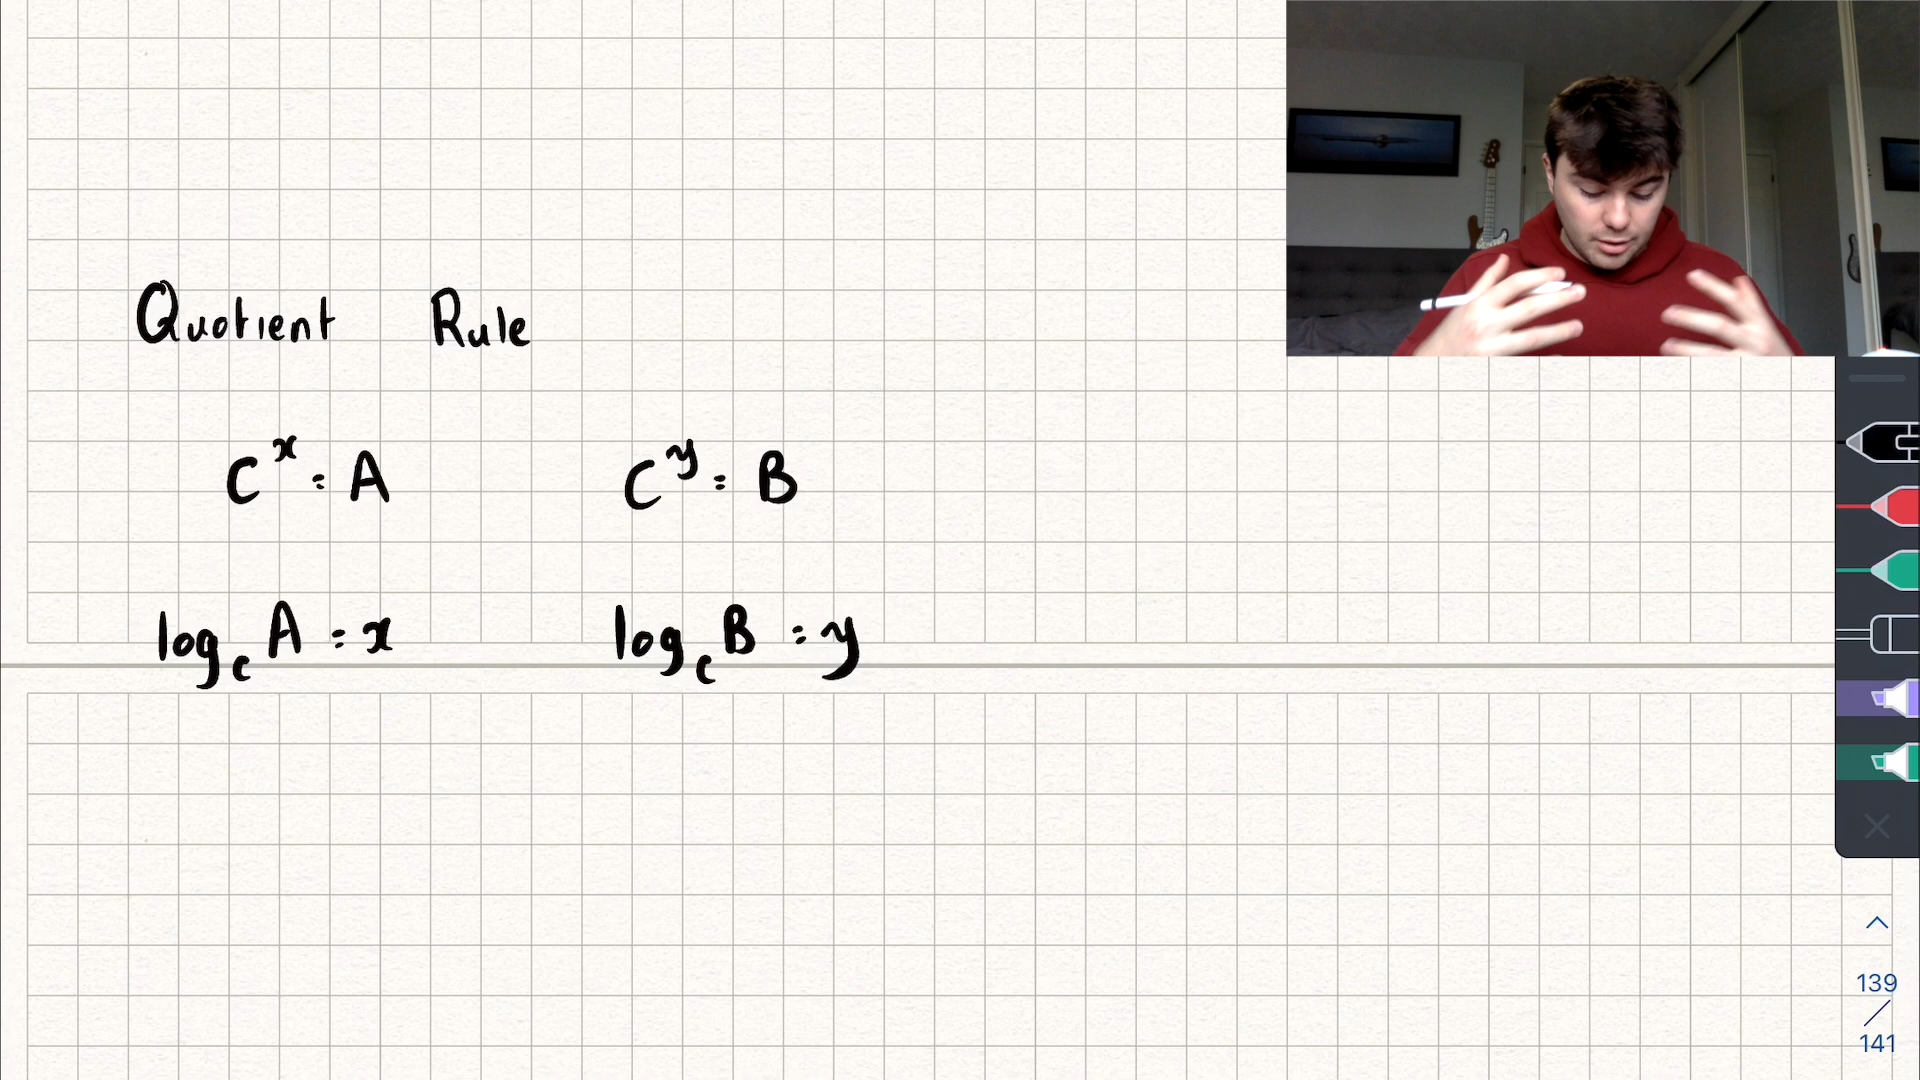 Quotient Rule
C^x = A C^y = B
log_c A = x log_c B = y
139
141